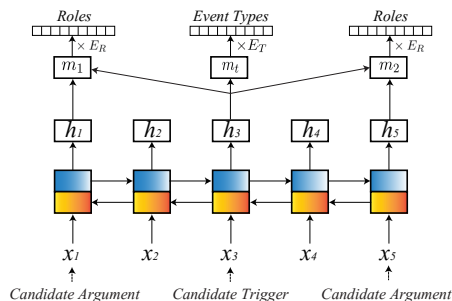 Roles Event Types Roles
× E_R × E_T × E_R
m_1 m_t m_2
h_1 h_2 h_3 h_4 h_5
x_1 x_2 x_3 x_4 x_5
Candidate Argument Candidate Trigger Candidate Argument